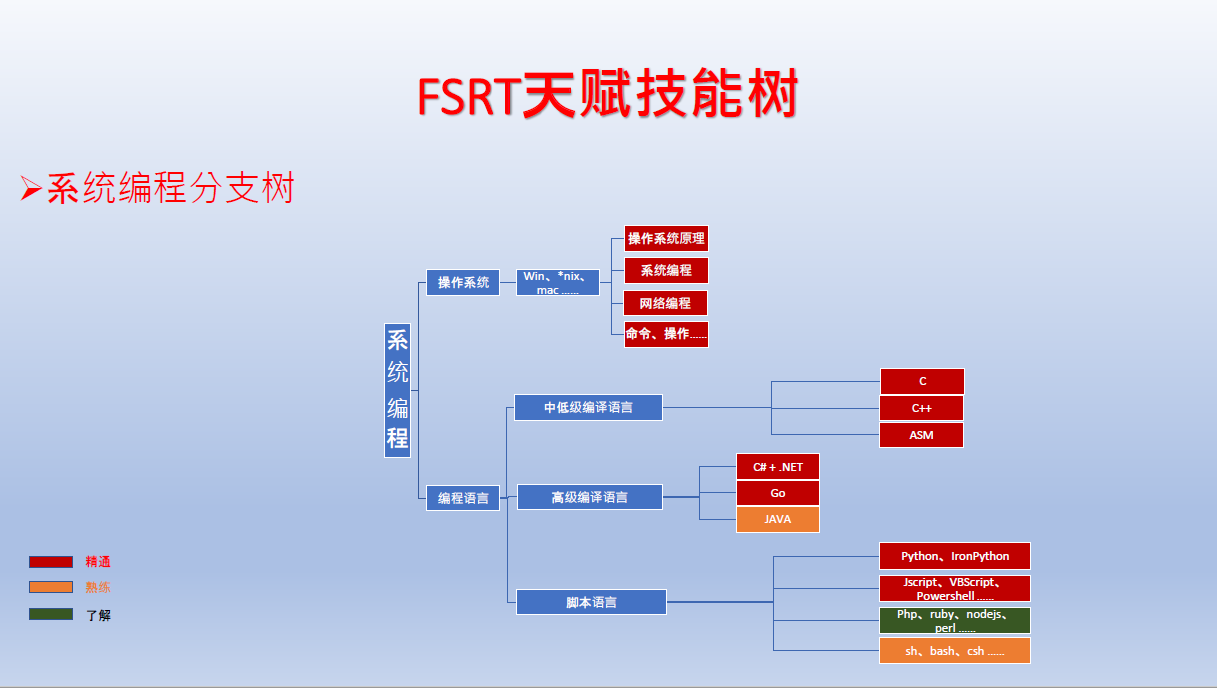 FSRT天赋技能树
系统编程分支树
系统编程
操作系统
Win、*nix、
mac ......
操作系统原理
系统编程
网络编程
命令、操作......
编程语言
中低级编译语言
C
C++
ASM
高级编译语言
C# + .NET
Go
JAVA
脚本语言
Python、IronPython
Jscript、VBScript、
Powershell ......
Php、ruby、nodejs、
perl ......
sh、bash、csh ......
精通
熟练
了解